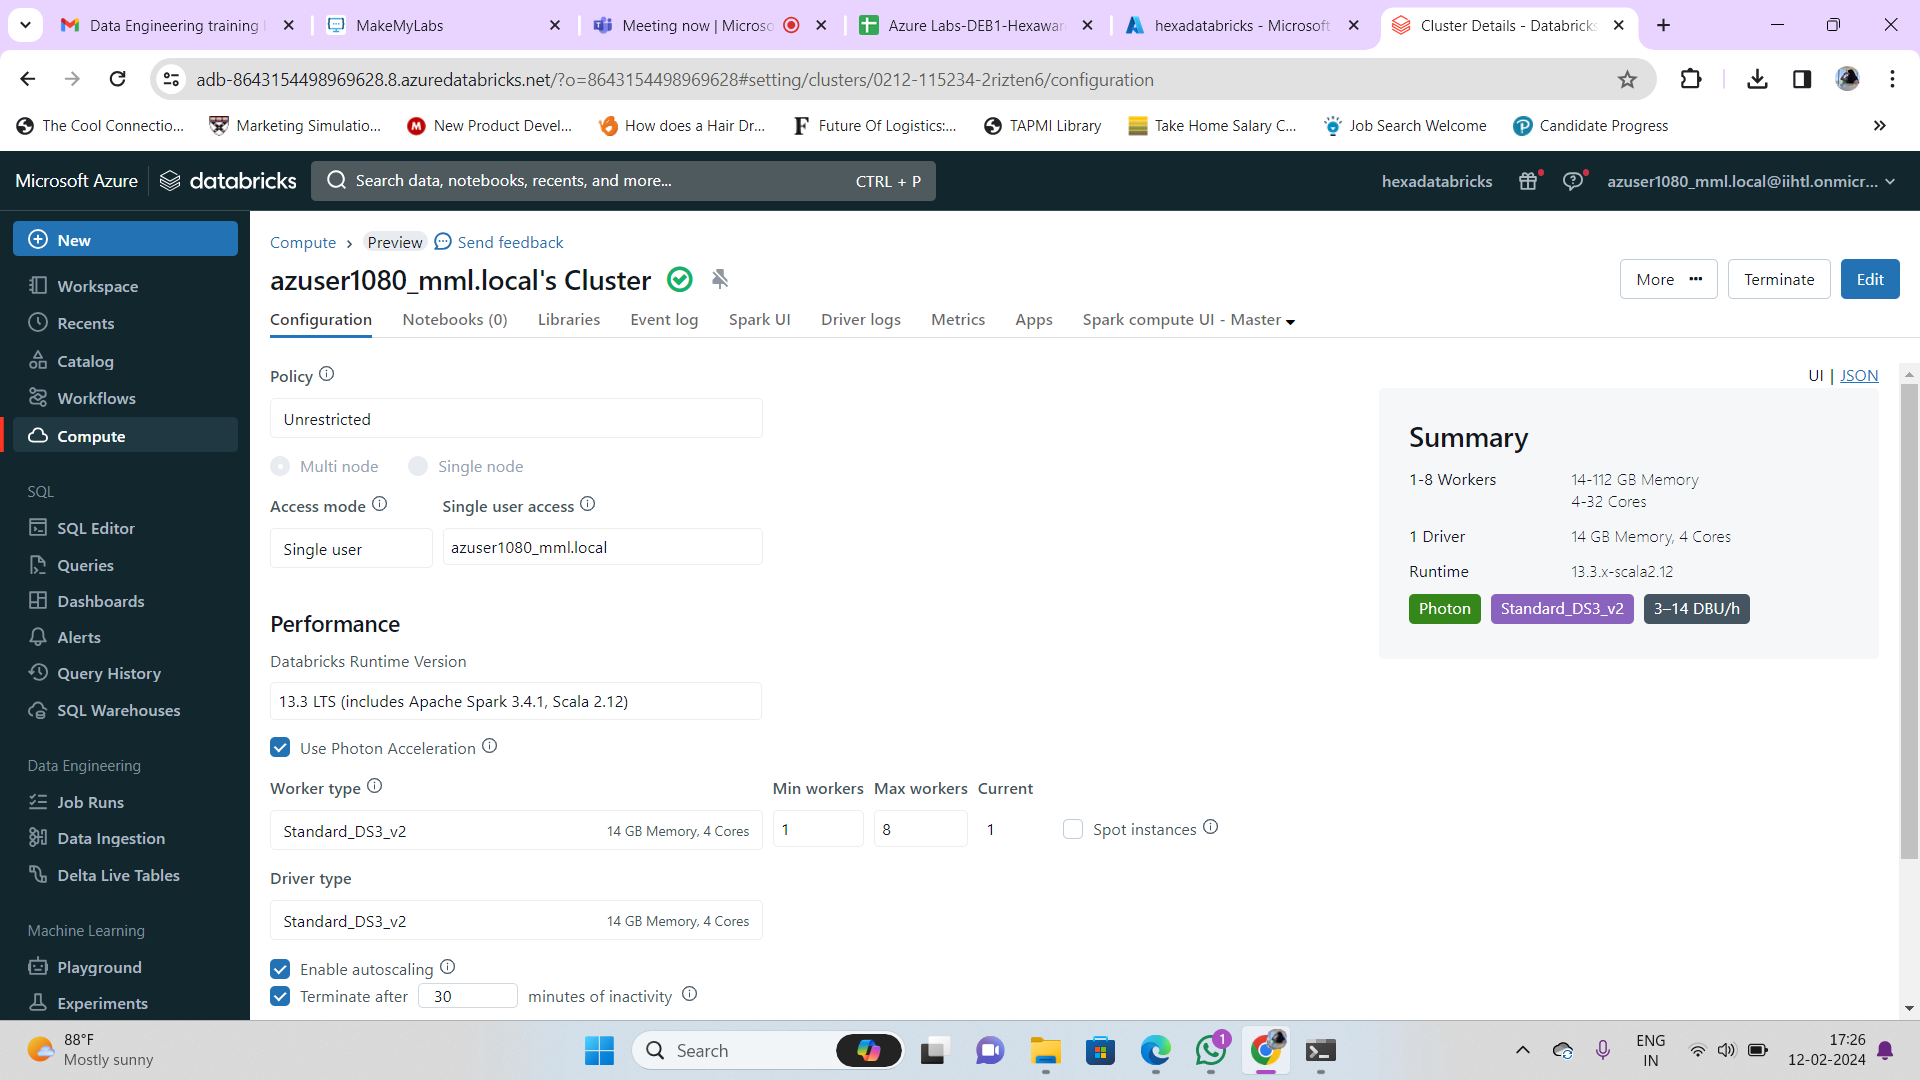 Data Engineering training
MakeMyLabs
Meeting now | Microso
Azure Labs-DEB1-Hexawar
hexadatabricks - Microsoft
Cluster Details - Databricks
adb-8643154498969628.8.azuredatabricks.net/?o=8643154498969628#setting/clusters/0212-115234-2rizten6/configuration
The Cool Connectio...
Marketing Simulatio...
New Product Devel...
How does a Hair Dr...
Future Of Logistics:...
TAPMI Library
Take Home Salary C...
Job Search Welcome
Candidate Progress
Microsoft Azure
databricks
Search data, notebooks, recents, and more...
CTRL + P
hexadatabricks
azuser1080_mml.local@iihtl.onmicr...
New
Workspace
Recents
Catalog
Workflows
Compute
SQL
SQL Editor
Queries
Dashboards
Alerts
Query History
SQL Warehouses
Data Engineering
Job Runs
Data Ingestion
Delta Live Tables
Machine Learning
Playground
Experiments
Compute
Preview
Send feedback
azuser1080_mml.local's Cluster
More
Terminate
Edit
Configuration
Notebooks (0)
Libraries
Event log
Spark UI
Driver logs
Metrics
Apps
Spark compute UI - Master
UI | JSON
Policy
Unrestricted
Multi node
Single node
Access mode
Single user access
Single user
azuser1080_mml.local
Performance
Databricks Runtime Version
13.3 LTS (includes Apache Spark 3.4.1, Scala 2.12)
Use Photon Acceleration
Worker type
Min workers
Max workers
Current
Standard_DS3_v2
14 GB Memory, 4 Cores
1
8
1
Spot instances
Driver type
Standard_DS3_v2
14 GB Memory, 4 Cores
Enable autoscaling
Terminate after
30
minutes of inactivity
Summary
1-8 Workers
14-112 GB Memory
4-32 Cores
1 Driver
14 GB Memory, 4 Cores
Runtime
13.3.x-scala2.12
Photon
Standard_DS3_v2
3–14 DBU/h
88°F
Mostly sunny
Search
1
ENG
IN
17:26
12-02-2024